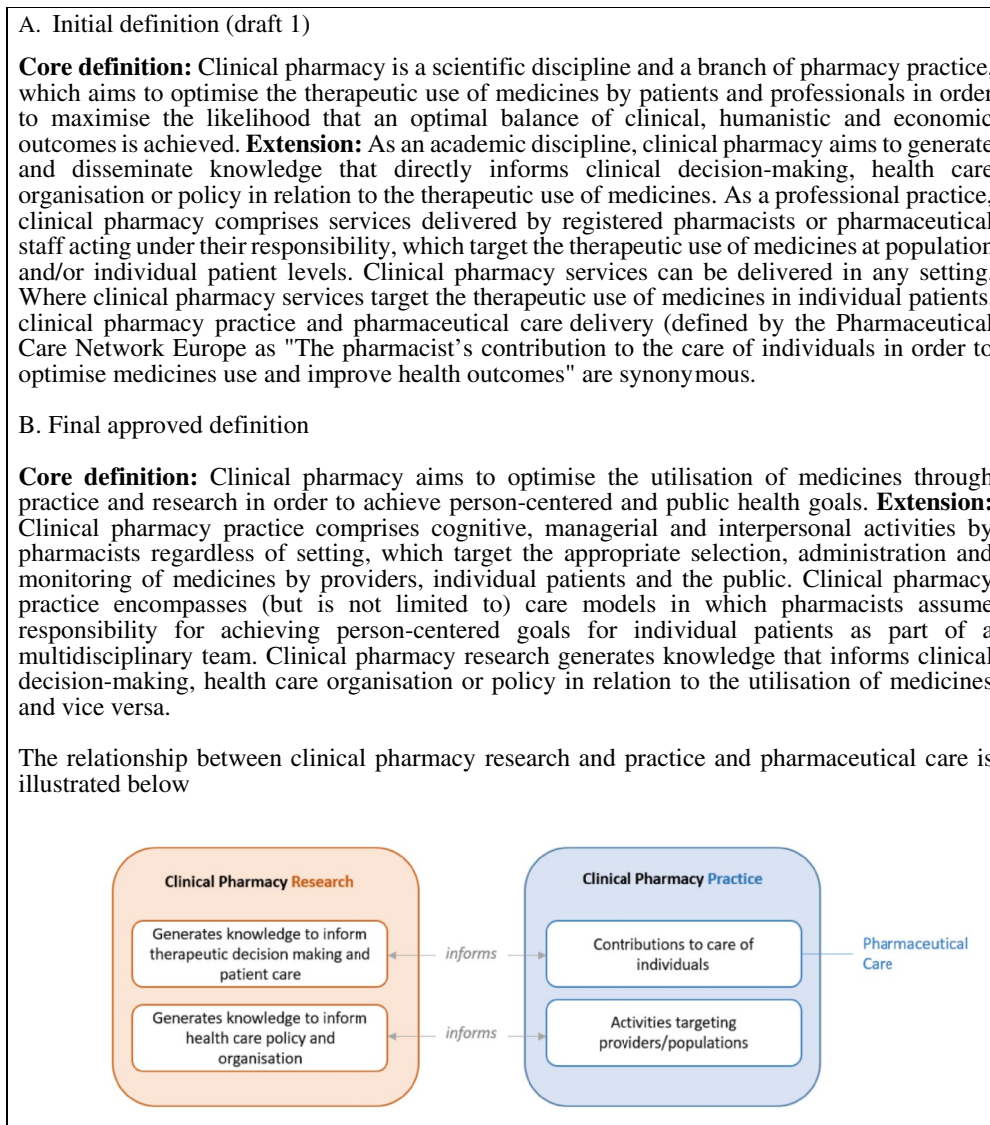 A. Initial definition (draft 1)
Core definition: Clinical pharmacy is a scientific discipline and a branch of pharmacy practice,
which aims to optimise the therapeutic use of medicines by patients and professionals in order
to maximise the likelihood that an optimal balance of clinical, humanistic and economic
outcomes is achieved. Extension: As an academic discipline, clinical pharmacy aims to generate
and disseminate knowledge that directly informs clinical decision-making, health care
organisation or policy in relation to the therapeutic use of medicines. As a professional practice,
clinical pharmacy comprises services delivered by registered pharmacists or pharmaceutical
staff acting under their responsibility, which target the therapeutic use of medicines at population
and/or individual patient levels. Clinical pharmacy services can be delivered in any setting.
Where clinical pharmacy services target the therapeutic use of medicines in individual patients,
clinical pharmacy practice and pharmaceutical care delivery (defined by the Pharmaceutical
Care Network Europe as "The pharmacist's contribution to the care of individuals in order to
optimise medicines use and improve health outcomes" are synonymous.
B. Final approved definition
Core definition: Clinical pharmacy aims to optimise the utilisation of medicines through
practice and research in order to achieve person-centered and public health goals. Extension:
Clinical pharmacy practice comprises cognitive, managerial and interpersonal activities by
pharmacists regardless of setting, which target the appropriate selection, administration and
monitoring of medicines by providers, individual patients and the public. Clinical pharmacy
practice encompasses (but is not limited to) care models in which pharmacists assume
responsibility for achieving person-centered goals for individual patients as part of a
multidisciplinary team. Clinical pharmacy research generates knowledge that informs clinical
decision-making, health care organisation or policy in relation to the utilisation of medicines
and vice versa.
The relationship between clinical pharmacy research and practice and pharmaceutical care is
illustrated below
Clinical Pharmacy Research
Generates knowledge to inform
therapeutic decision making and
patient care
Generates knowledge to inform
health care policy and
organisation
informs
informs
Clinical Pharmacy Practice
Contributions to care of
individuals
Activities targeting
providers/populations
Pharmaceutical
Care